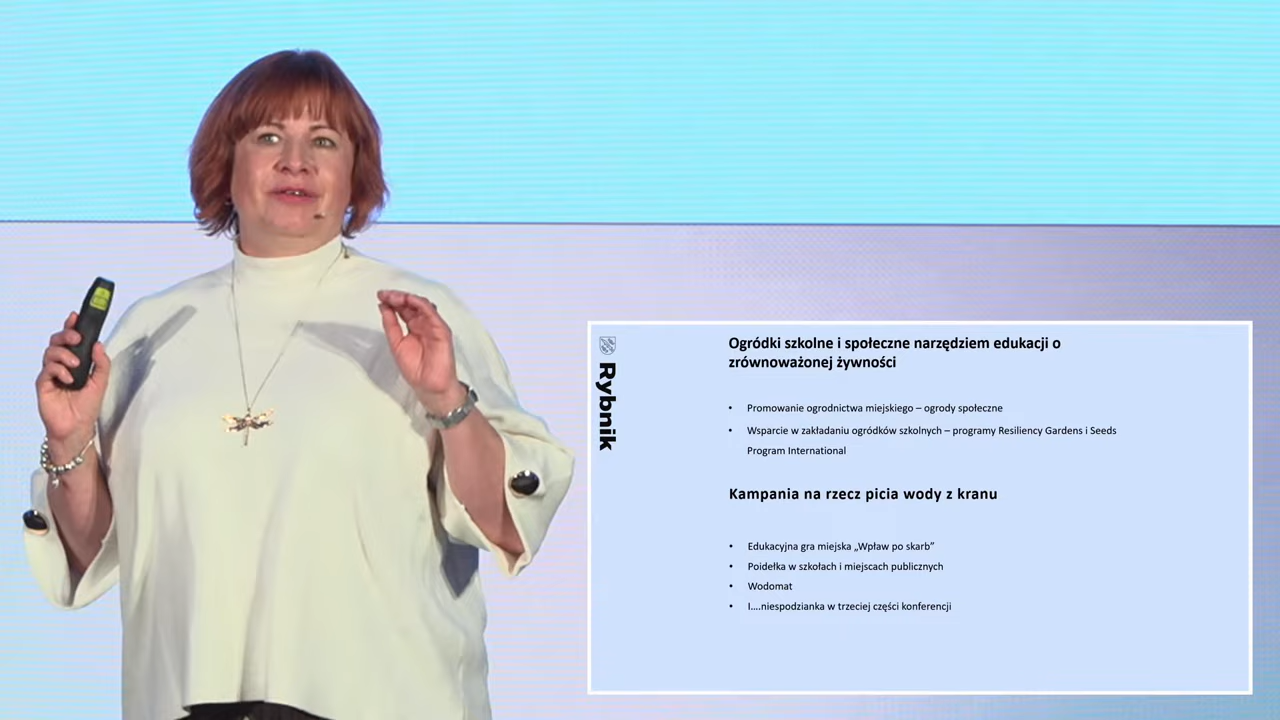 Rybnik
Ogródki szkolne i społeczne narzędziem edukacji o
zrównoważonej żywności
• Promowanie ogrodnictwa miejskiego – ogrody społeczne
• Wsparcie w zakładaniu ogródków szkolnych – programy Resiliency Gardens i Seeds
Program International
Kampania na rzecz picia wody z kranu
• Edukacyjna gra miejska „Wpław po skarb”
• Poidełka w szkołach i miejscach publicznych
• Wodomat
• I....niespodzianka w trzeciej części konferencji